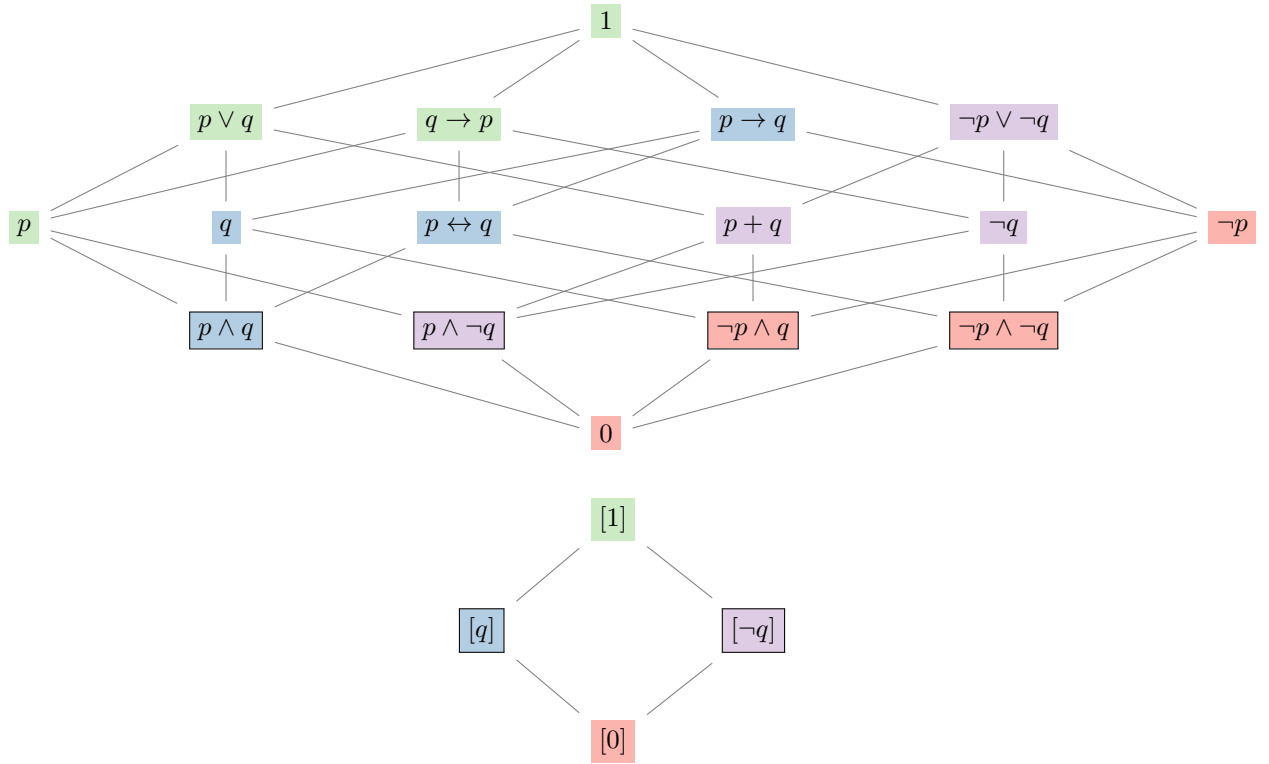 1
p ∨ q q → p p → q ¬p ∨ ¬q
p q p ↔ q p + q ¬q ¬p
p ∧ q p ∧ ¬q ¬p ∧ q ¬p ∧ ¬q
0
[1]
[q] [¬q]
[0]